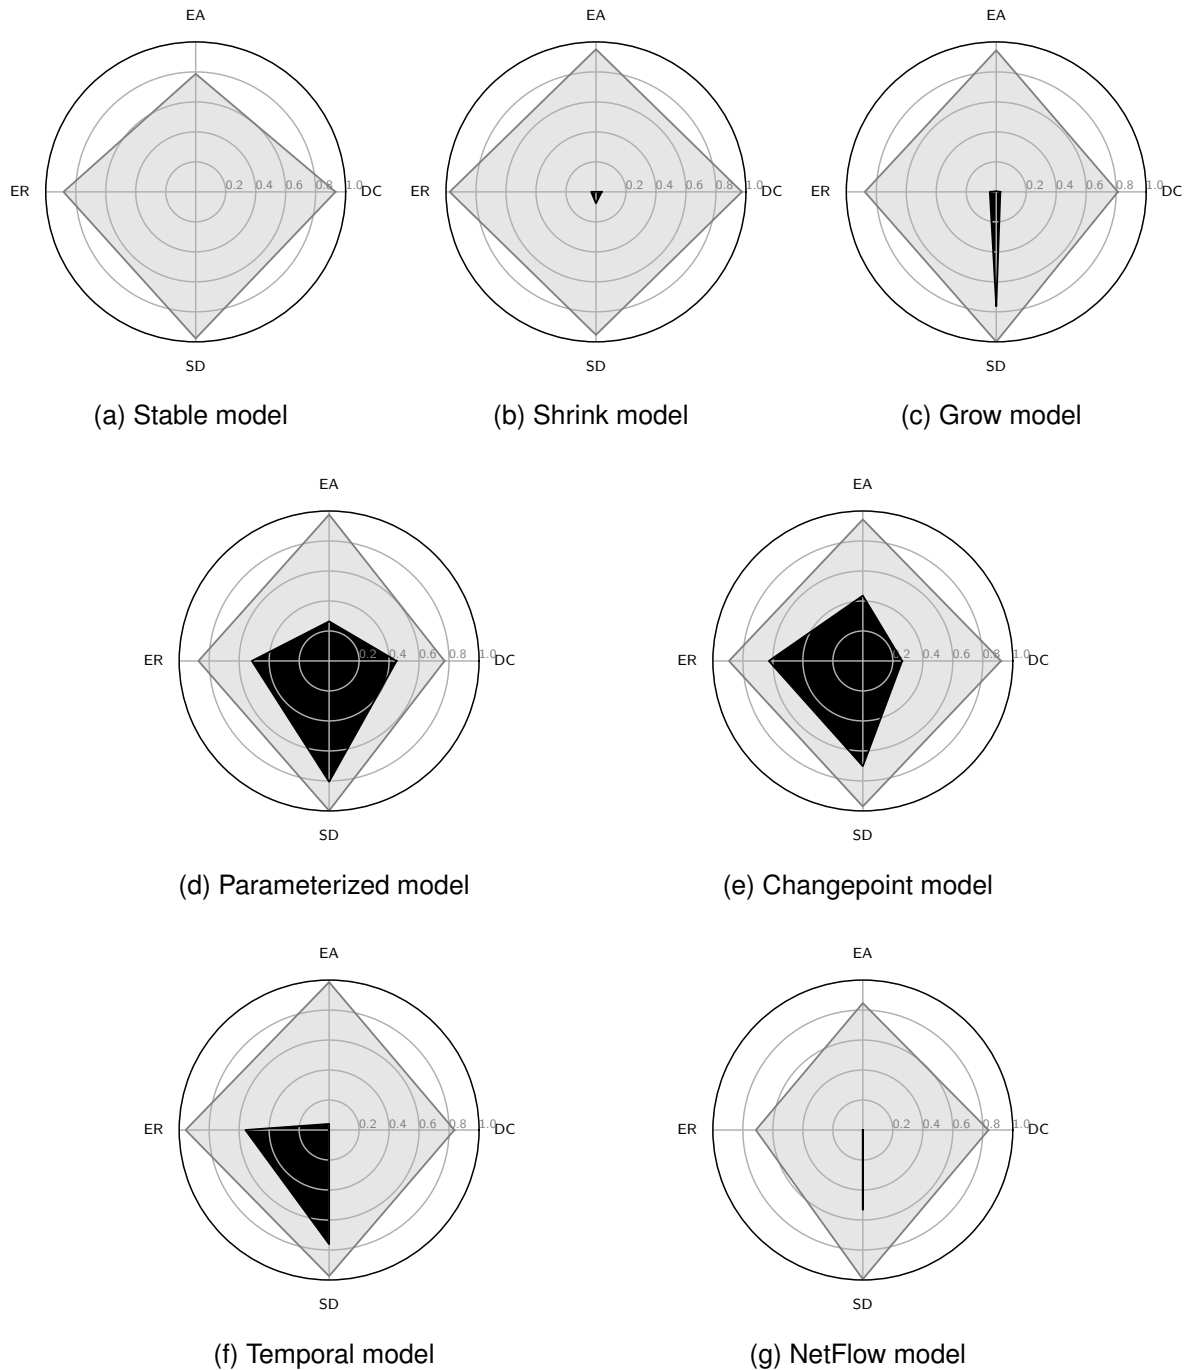 EA EA EA
ER 0.2 0.4 0.6 0.8 1.0 DC ER 0.2 0.4 0.6 0.8 1.0 DC ER 0.2 0.4 0.6 0.8 1.0 DC
SD SD SD
(a) Stable model (b) Shrink model (c) Grow model
EA EA
ER 0.2 0.4 0.6 0.8 1.0 DC ER 0.2 0.4 0.6 0.8 1.0 DC
SD SD
(d) Parameterized model (e) Changepoint model
EA EA
ER 0.2 0.4 0.6 0.8 1.0 DC ER 0.2 0.4 0.6 0.8 1.0 DC
SD SD
(f) Temporal model (g) NetFlow model